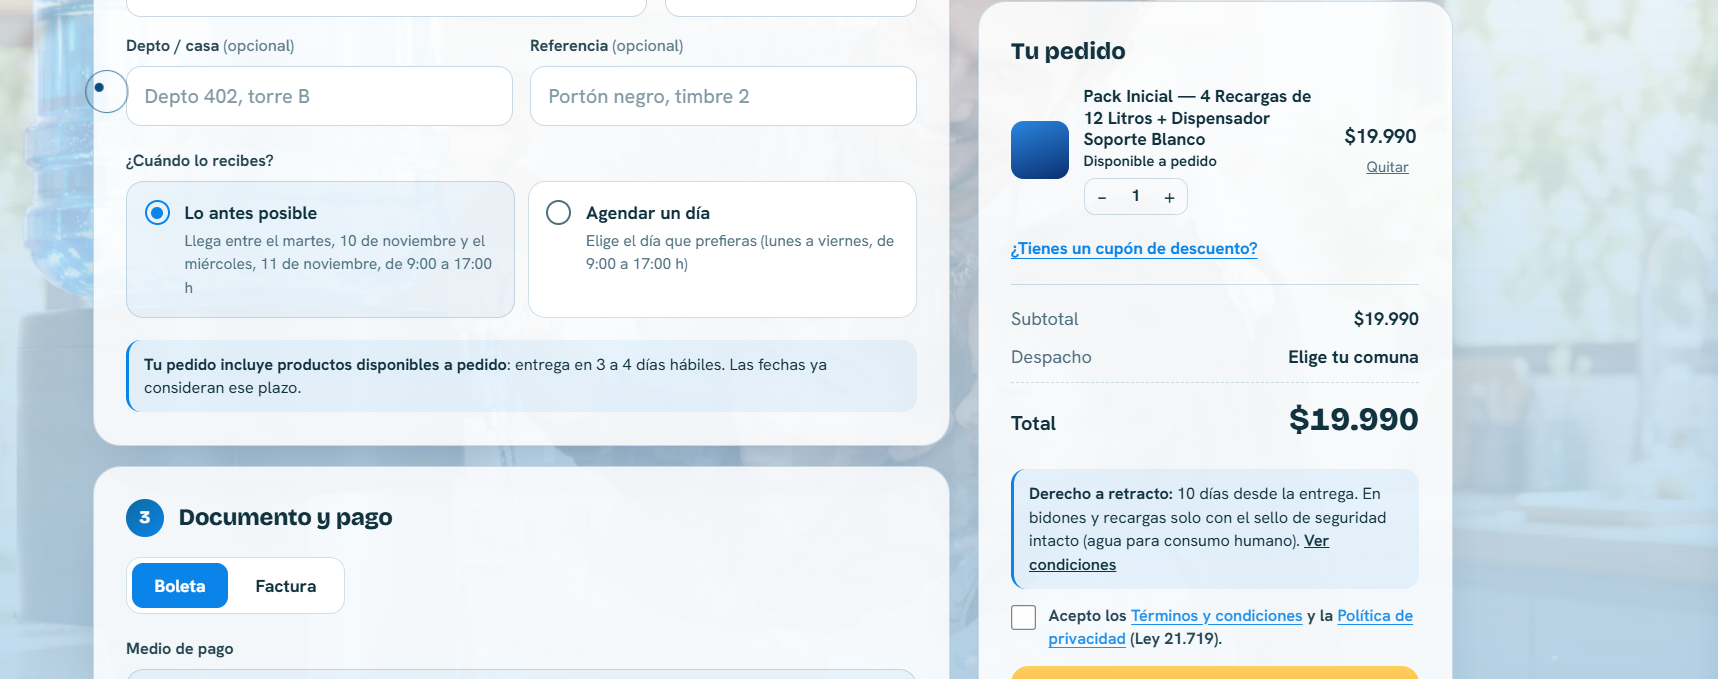 Depto / casa (opcional)
Referencia (opcional)
Depto 402, torre B
Portón negro, timbre 2
¿Cuándo lo recibes?
Lo antes posible
Llega entre el martes, 10 de noviembre y el
miércoles, 11 de noviembre, de 9:00 a 17:00
h
Agendar un día
Elige el día que prefieras (lunes a viernes, de
9:00 a 17:00 h)
Tu pedido incluye productos disponibles a pedido: entrega en 3 a 4 días hábiles. Las fechas ya
consideran ese plazo.
3 Documento y pago
Boleta
Factura
Medio de pago
Tu pedido
Pack Inicial — 4 Recargas de
12 Litros + Dispensador
Soporte Blanco
Disponible a pedido
− 1 +
$19.990
Quitar
¿Tienes un cupón de descuento?
Subtotal $19.990
Despacho Elige tu comuna
Total $19.990
Derecho a retracto: 10 días desde la entrega. En
bidones y recargas solo con el sello de seguridad
intacto (agua para consumo humano). Ver
condiciones
Acepto los Términos y condiciones y la Política de
privacidad (Ley 21.719).